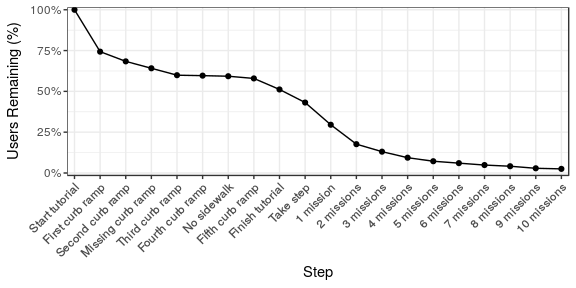 Users Remaining (%)
100%
75%
50%
25%
0%
Start tutorial
First curb ramp
Second curb ramp
Missing curb ramp
Third curb ramp
Fourth curb ramp
No sidewalk
Fifth curb ramp
Finish tutorial
Take step
1 mission
2 missions
3 missions
4 missions
5 missions
6 missions
7 missions
8 missions
9 missions
10 missions
Step